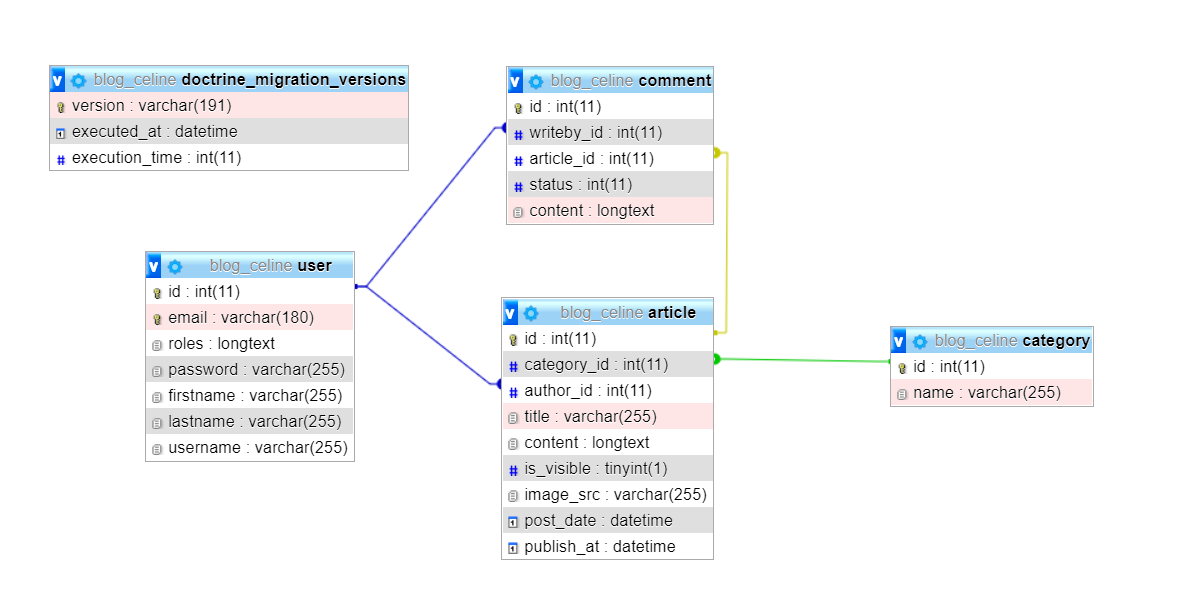 v blog_celine doctrine_migration_versions
version : varchar(191)
executed_at : datetime
# execution_time : int(11)
v blog_celine comment
id : int(11)
# writeby_id : int(11)
# article_id : int(11)
# status : int(11)
content : longtext
v blog_celine user
id : int(11)
email : varchar(180)
roles : longtext
password : varchar(255)
firstname : varchar(255)
lastname : varchar(255)
username : varchar(255)
v blog_celine article
id : int(11)
# category_id : int(11)
# author_id : int(11)
title : varchar(255)
content : longtext
# is_visible : tinyint(1)
image_src : varchar(255)
post_date : datetime
publish_at : datetime
v blog_celine category
id : int(11)
name : varchar(255)